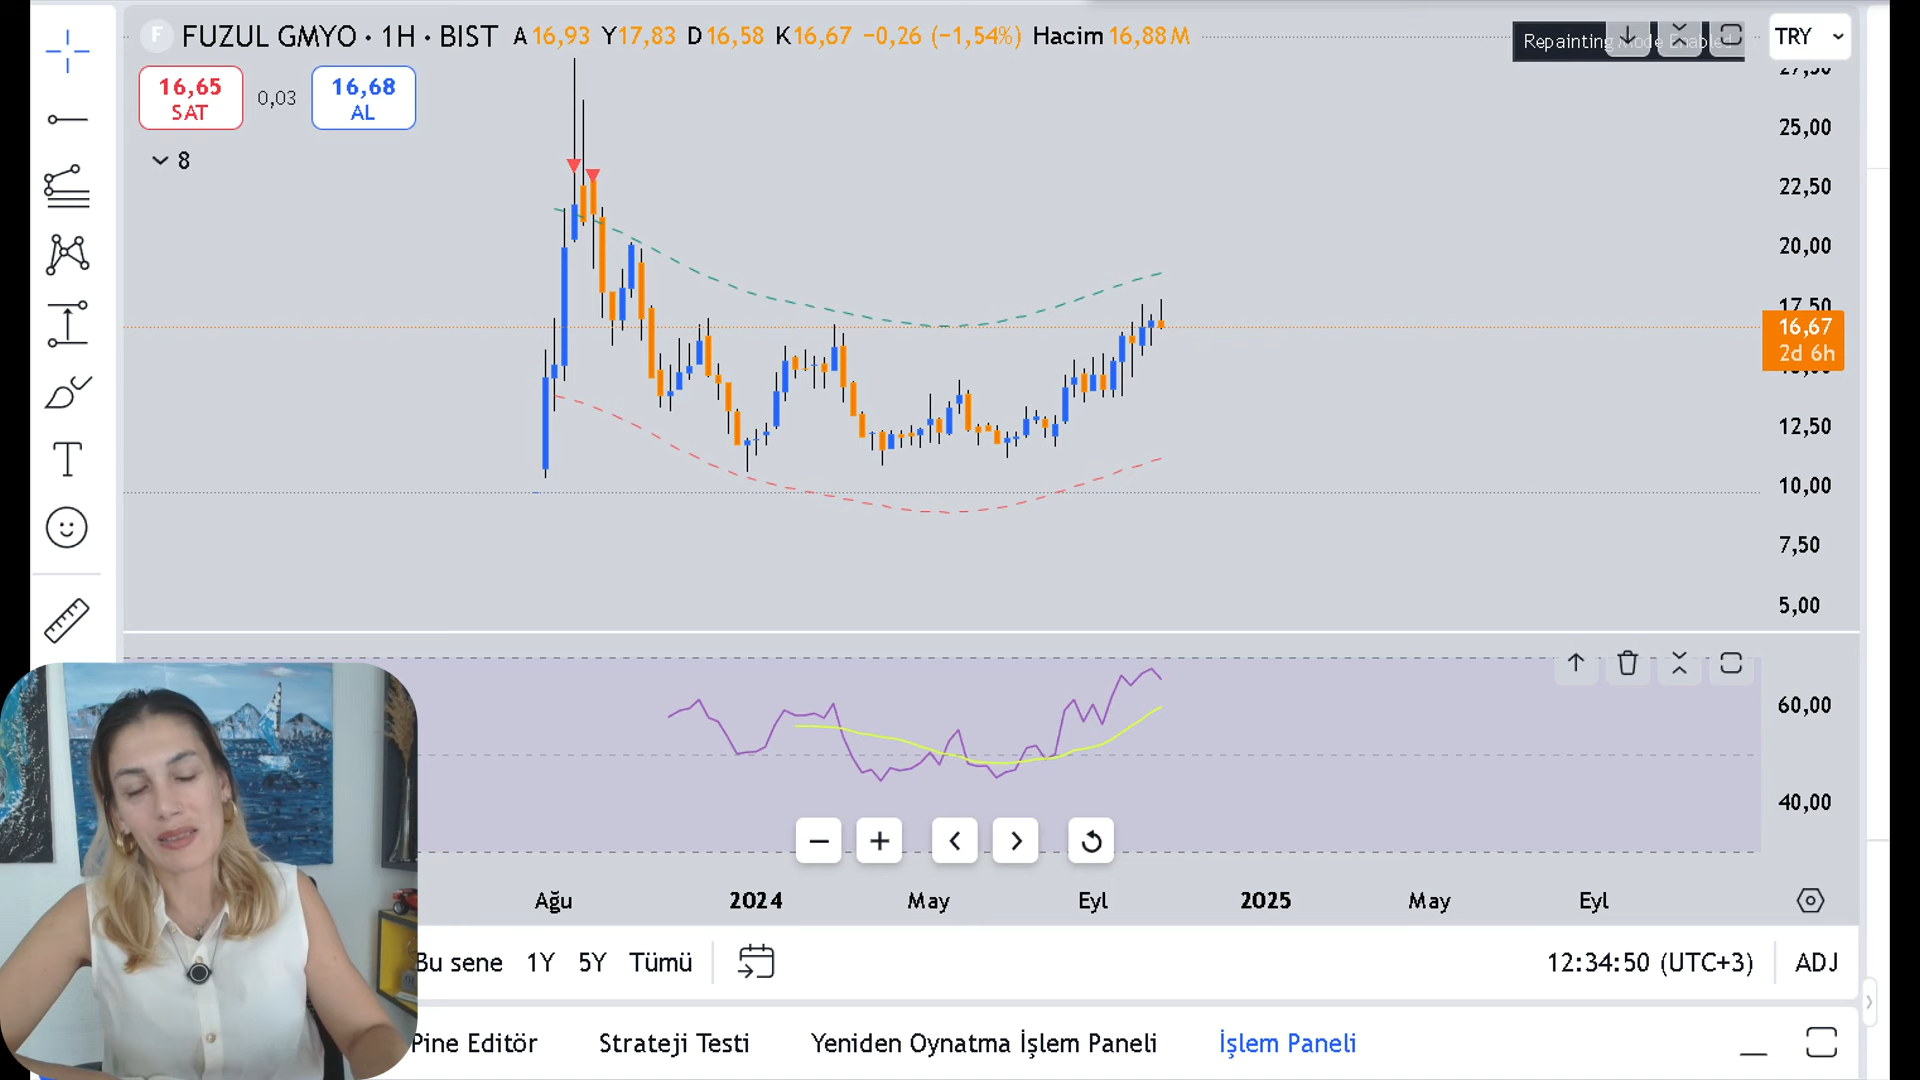 F FUZUL GMYO · 1H · BIST A16,93 Y17,83 D16,58 K16,67 −0,26 (−1,54%) Hacim 16,88 M
Repainting Mode Enabled
TRY
16,65
SAT
0,03
16,68
AL
8
27,50
25,00
22,50
20,00
17,50
16,67
2d 6h
12,50
10,00
7,50
5,00
60,00
40,00
Ağu 2024 May Eyl 2025 May Eyl
Bu sene 1Y 5Y Tümü
12:34:50 (UTC+3) ADJ
Pine Editör Strateji Testi Yeniden Oynatma İşlem Paneli İşlem Paneli